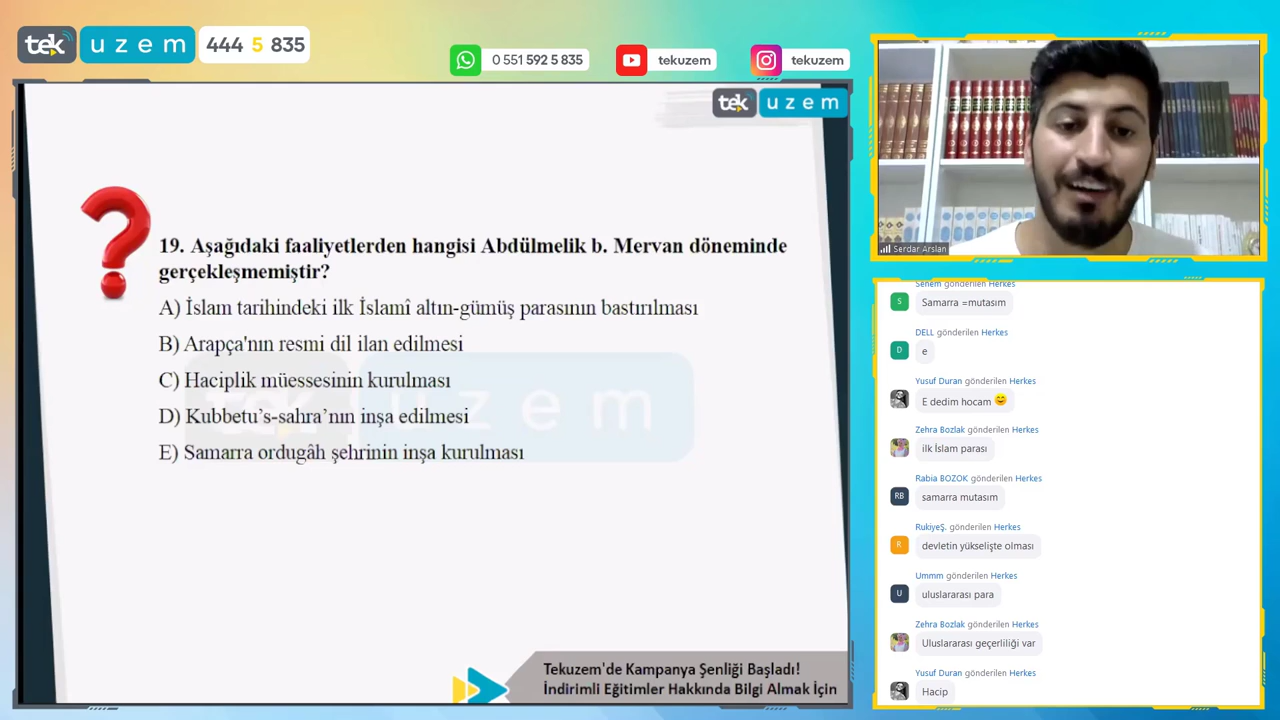 tek uzem 444 5 835
0 551 592 5 835
tekuzem
tekuzem
tek uzem
19. Aşağıdaki faaliyetlerden hangisi Abdülmelik b. Mervan döneminde
gerçekleşmemiştir?
A) İslam tarihindeki ilk İslamî altın-gümüş parasının bastırılması
B) Arapça'nın resmi dil ilan edilmesi
C) Haciplik müessesinin kurulması
D) Kubbetu's-sahra'nın inşa edilmesi
E) Samarra ordugâh şehrinin inşa kurulması
uzem
Tekuzem'de Kampanya Şenliği Başladı!
İndirimli Eğitimler Hakkında Bilgi Almak İçin
Serdar Arslan
Senem gönderilen Herkes
S
Samarra =mutasım
DELL gönderilen Herkes
D
e
Yusuf Duran gönderilen Herkes
E dedim hocam
Zehra Bozlak gönderilen Herkes
ilk İslam parası
Rabia BOZOK gönderilen Herkes
RB
samarra mutasım
RukiyeŞ. gönderilen Herkes
R
devletin yükselişte olması
Ummm gönderilen Herkes
U
uluslararası para
Zehra Bozlak gönderilen Herkes
Uluslararası geçerliliği var
Yusuf Duran gönderilen Herkes
Hacip